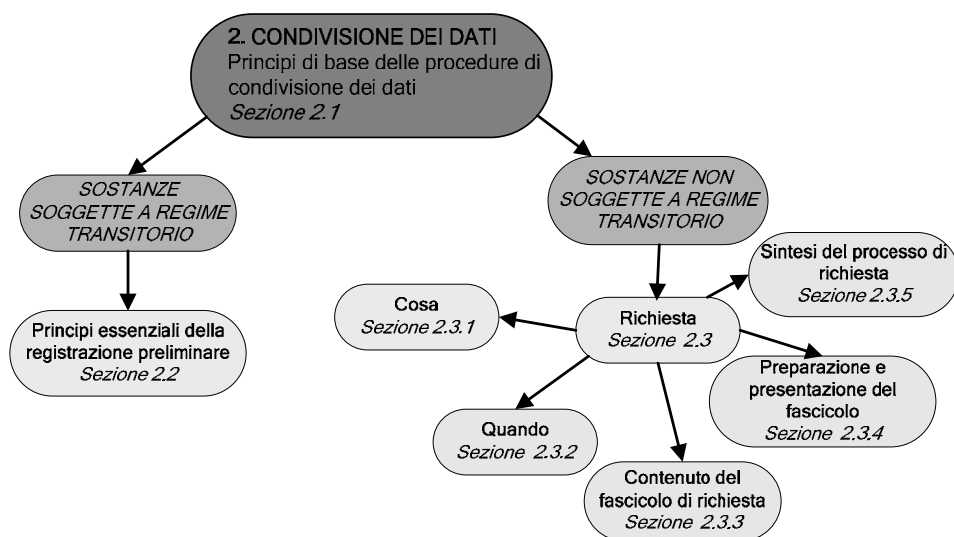 2. CONDIVISIONE DEI DATI
Principi di base delle procedure di
condivisione dei dati
Sezione 2.1
SOSTANZE
SOGGETTE A REGIME
TRANSITORIO
SOSTANZE NON
SOGGETTE A REGIME
TRANSITORIO
Principi essenziali della
registrazione preliminare
Sezione 2.2
Richiesta
Sezione 2.3
Cosa
Sezione 2.3.1
Quando
Sezione 2.3.2
Contenuto del
fascicolo di richiesta
Sezione 2.3.3
Preparazione e
presentazione del
fascicolo
Sezione 2.3.4
Sintesi del processo di
richiesta
Sezione 2.3.5